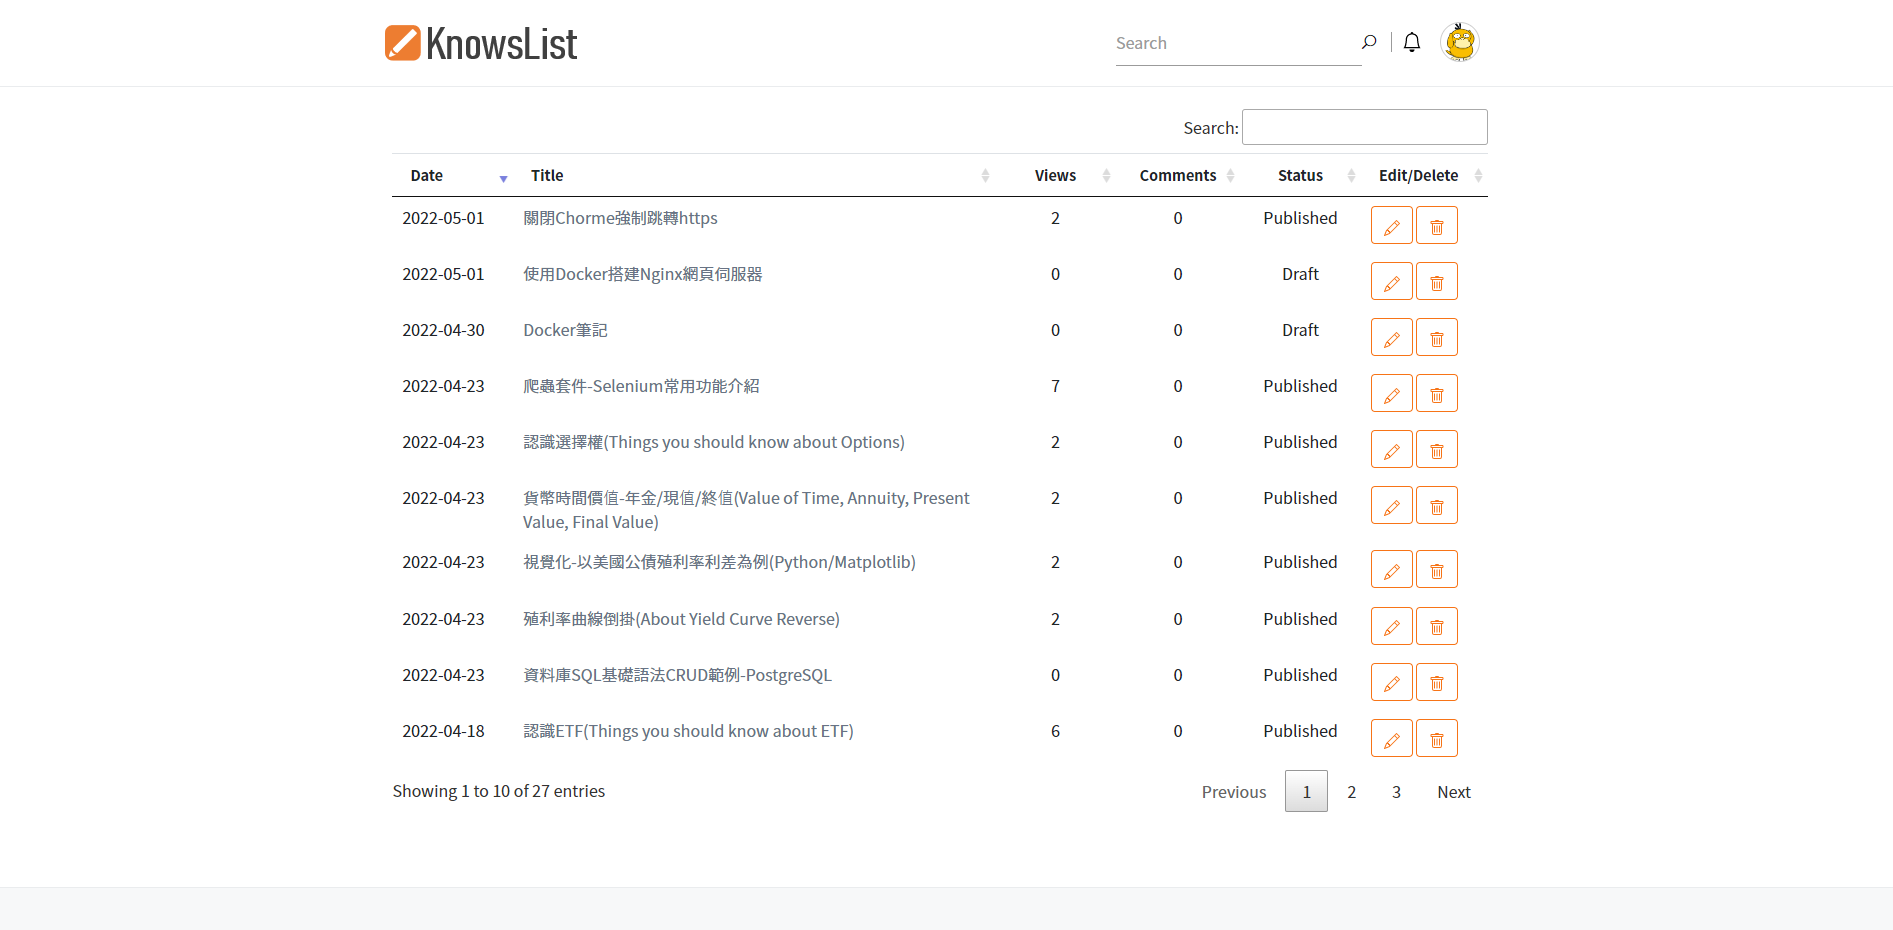 KnowsList
Search
Search:
Date Title Views Comments Status Edit/Delete
2022-05-01 關閉Chorme強制跳轉https 2 0 Published
2022-05-01 使用Docker搭建Nginx網頁伺服器 0 0 Draft
2022-04-30 Docker筆記 0 0 Draft
2022-04-23 爬蟲套件-Selenium常用功能介紹 7 0 Published
2022-04-23 認識選擇權(Things you should know about Options) 2 0 Published
2022-04-23 貨幣時間價值-年金/現值/終值(Value of Time, Annuity, Present 2 0 Published
Value, Final Value)
2022-04-23 視覺化-以美國公債殖利率利差為例(Python/Matplotlib) 2 0 Published
2022-04-23 殖利率曲線倒掛(About Yield Curve Reverse) 2 0 Published
2022-04-23 資料庫SQL基礎語法CRUD範例-PostgreSQL 0 0 Published
2022-04-18 認識ETF(Things you should know about ETF) 6 0 Published
Showing 1 to 10 of 27 entries Previous 1 2 3 Next